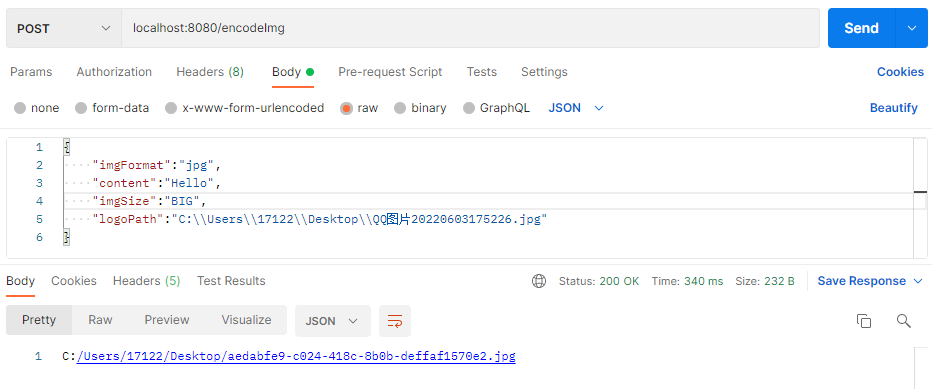 POST localhost:8080/encodeImg Send
Params Authorization Headers (8) Body Pre-request Script Tests Settings Cookies
none form-data x-www-form-urlencoded raw binary GraphQL JSON Beautify
1 {
2 "imgFormat":"jpg",
3 "content":"Hello",
4 "imgSize":"BIG",
5 "logoPath":"C:\\Users\\17122\\Desktop\\QQ图片20220603175226.jpg"
6 }
Body Cookies Headers (5) Test Results Status: 200 OK Time: 340 ms Size: 232 B Save Response
Pretty Raw Preview Visualize JSON
1 C:/Users/17122/Desktop/aedabfe9-c024-418c-8b0b-deffaf1570e2.jpg